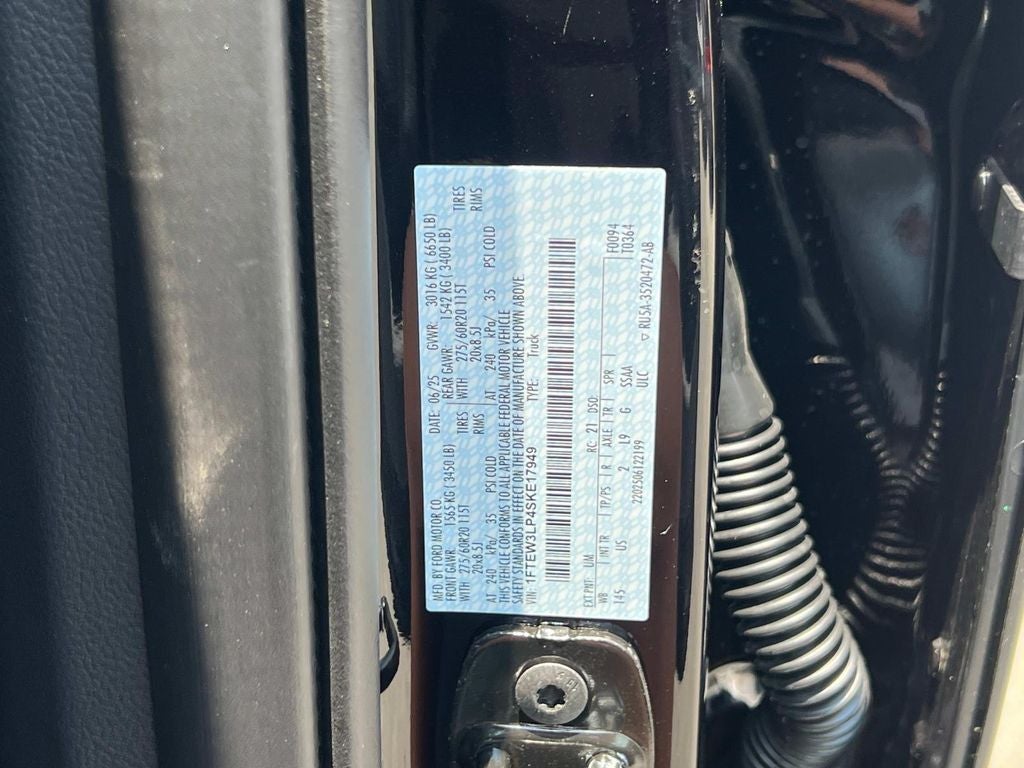 MFD. BY FORD MOTOR CO. DATE: 06/25 GVWR: 3016 KG ( 6650 LB)
FRONT GAWR: 1565 KG ( 3450 LB) REAR GAWR: 1542 KG ( 3400 LB)
WITH 275/60R20 115T TIRES WITH 275/60R20 115T TIRES
20x8.5J RIMS 20x8.5J RIMS
AT 240 kPa/ 35 PSI COLD AT 240 kPa/ 35 PSI COLD
THIS VEHICLE CONFORMS TO ALL APPLICABLE FEDERAL MOTOR VEHICLE
SAFETY STANDARDS IN EFFECT ON THE DATE OF MANUFACTURE SHOWN ABOVE.
VIN: 1FTEW3LP4SKE17949 TYPE: Truck
F0094
T0364
EXT PNT: UM RC: 21 DSO:
WB INTR TP/PS R AXLE TR SPR
145 US 2 L9 G SSAA
2202506122199 ULC RU5A-3520472-AB